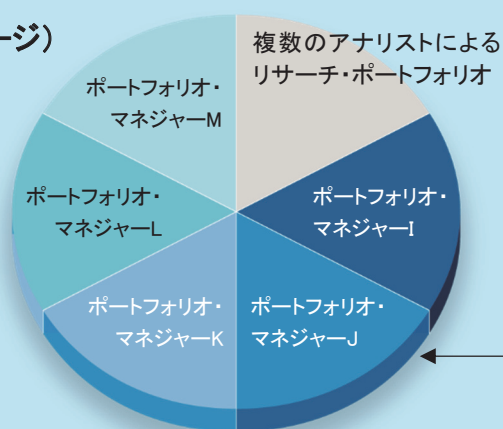 ージ)
複数のアナリストによる
リサーチ・ポートフォリオ
ポートフォリオ・
マネジャーM
ポートフォリオ・
マネジャーI
ポートフォリオ・
マネジャーL
ポートフォリオ・
マネジャーK
ポートフォリオ・
マネジャーJ